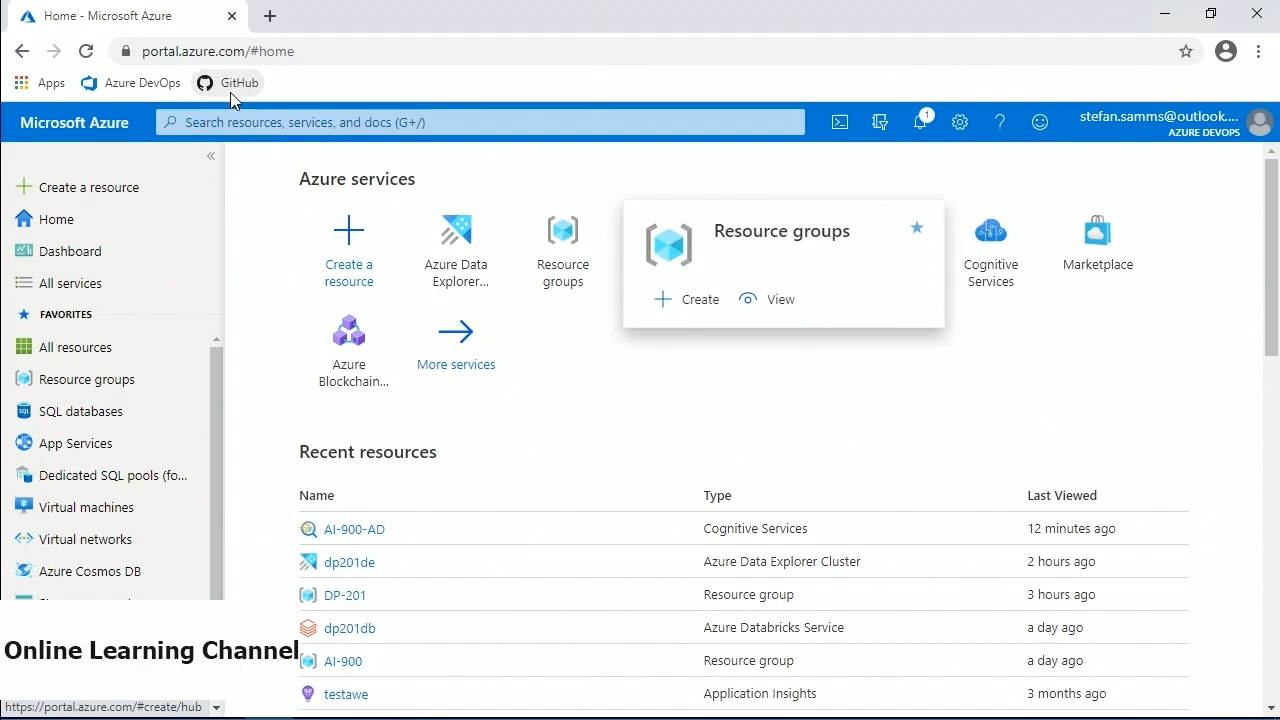 Home - Microsoft Azure
portal.azure.com/#home
Apps
Azure DevOps
GitHub
Microsoft Azure
Search resources, services, and docs (G+/)
1
stefan.samms@outlook....
AZURE DEVOPS
Create a resource
Home
Dashboard
All services
FAVORITES
All resources
Resource groups
SQL databases
App Services
Dedicated SQL pools (fo...
Virtual machines
Virtual networks
Azure Cosmos DB
Azure services
Create a
resource
Azure Data
Explorer...
Resource
groups
Resource groups
Create
View
Cognitive
Services
Marketplace
Azure
Blockchain...
More services
Recent resources
Name Type Last Viewed
AI-900-AD Cognitive Services 12 minutes ago
dp201de Azure Data Explorer Cluster 2 hours ago
DP-201 Resource group 3 hours ago
dp201db Azure Databricks Service a day ago
AI-900 Resource group a day ago
testawe Application Insights 3 months ago
Online Learning Channel
https://portal.azure.com/#create/hub